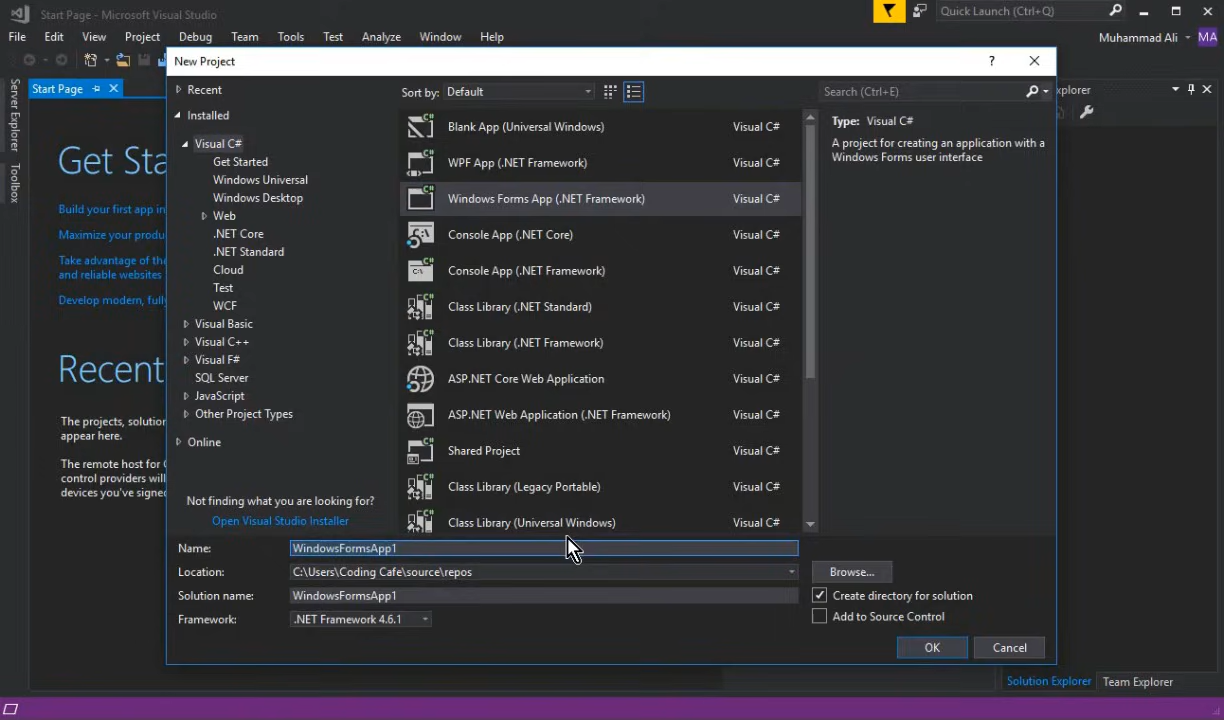 Start Page - Microsoft Visual Studio
Quick Launch (Ctrl+Q)
File Edit View Project Debug Team Tools Test Analyze Window Help
Muhammad Ali MA
New Project
?
Server Explorer
Toolbox
Start Page
Get Sta
Build your first app in
Maximize your produ
Take advantage of the
and reliable websites
Develop modern, fully
Recent
The projects, solution
appear here.
The remote host for
control providers will
devices you've signed
Recent
Installed
Visual C#
Get Started
Windows Universal
Windows Desktop
Web
.NET Core
.NET Standard
Cloud
Test
WCF
Visual Basic
Visual C++
Visual F#
SQL Server
JavaScript
Other Project Types
Online
Not finding what you are looking for?
Open Visual Studio Installer
Sort by: Default
Blank App (Universal Windows) Visual C#
WPF App (.NET Framework) Visual C#
Windows Forms App (.NET Framework) Visual C#
Console App (.NET Core) Visual C#
Console App (.NET Framework) Visual C#
Class Library (.NET Standard) Visual C#
Class Library (.NET Framework) Visual C#
ASP.NET Core Web Application Visual C#
ASP.NET Web Application (.NET Framework) Visual C#
Shared Project Visual C#
Class Library (Legacy Portable) Visual C#
Class Library (Universal Windows) Visual C#
Search (Ctrl+E)
Type: Visual C#
A project for creating an application with a
Windows Forms user interface
xplorer
Name: WindowsFormsApp1
Location: C:\Users\Coding Cafe\source\repos
Browse...
Solution name: WindowsFormsApp1
Create directory for solution
Framework: .NET Framework 4.6.1
Add to Source Control
OK Cancel
Solution Explorer Team Explorer